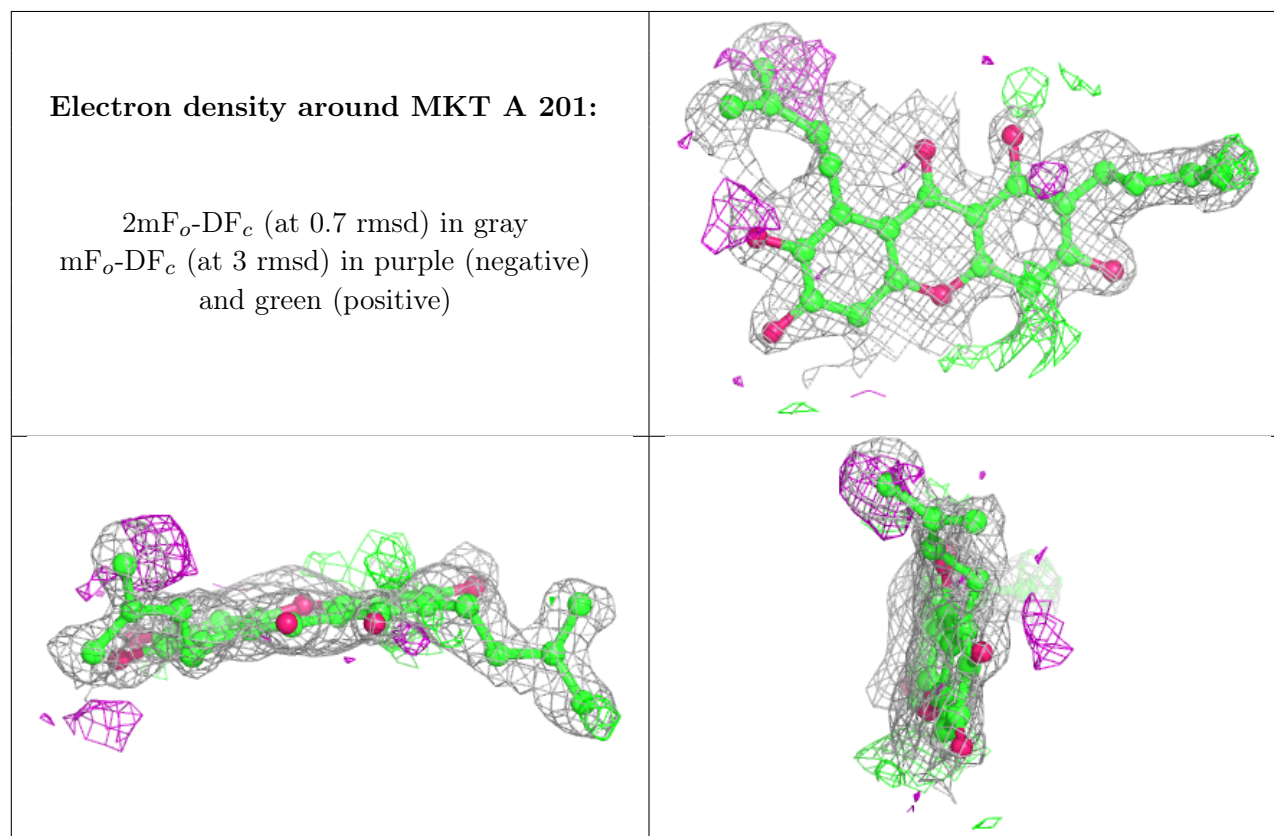 Electron density around MKT A 201:
2mFo-DFc (at 0.7 rmsd) in gray
mFo-DFc (at 3 rmsd) in purple (negative)
and green (positive)